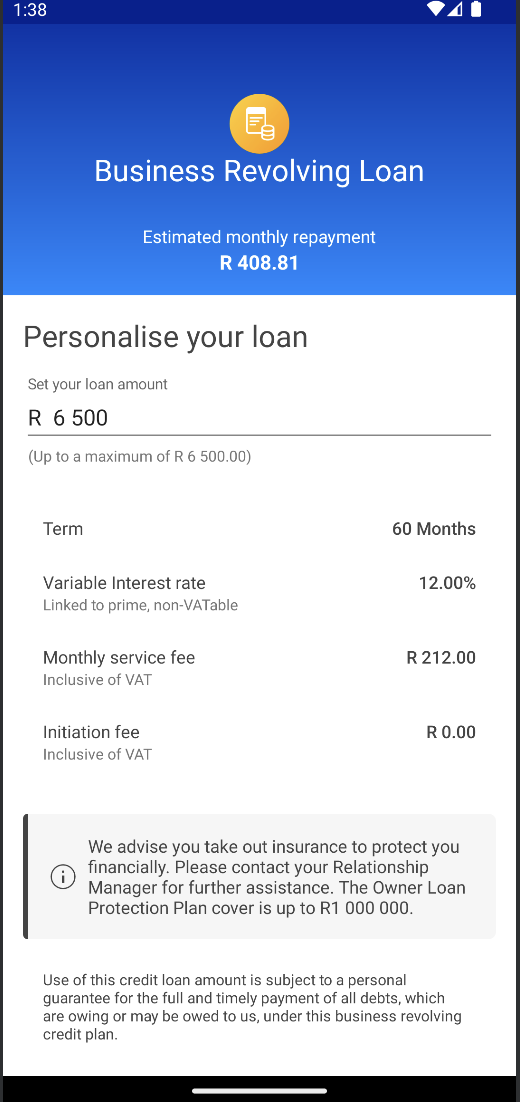 1:38
Business Revolving Loan
Estimated monthly repayment
R 408.81
Personalise your loan
Set your loan amount
R 6 500
(Up to a maximum of R 6 500.00)
Term 60 Months
Variable Interest rate 12.00%
Linked to prime, non-VATable
Monthly service fee R 212.00
Inclusive of VAT
Initiation fee R 0.00
Inclusive of VAT
We advise you take out insurance to protect you
financially. Please contact your Relationship
Manager for further assistance. The Owner Loan
Protection Plan cover is up to R1 000 000.
Use of this credit loan amount is subject to a personal
guarantee for the full and timely payment of all debts, which
are owing or may be owed to us, under this business revolving
credit plan.